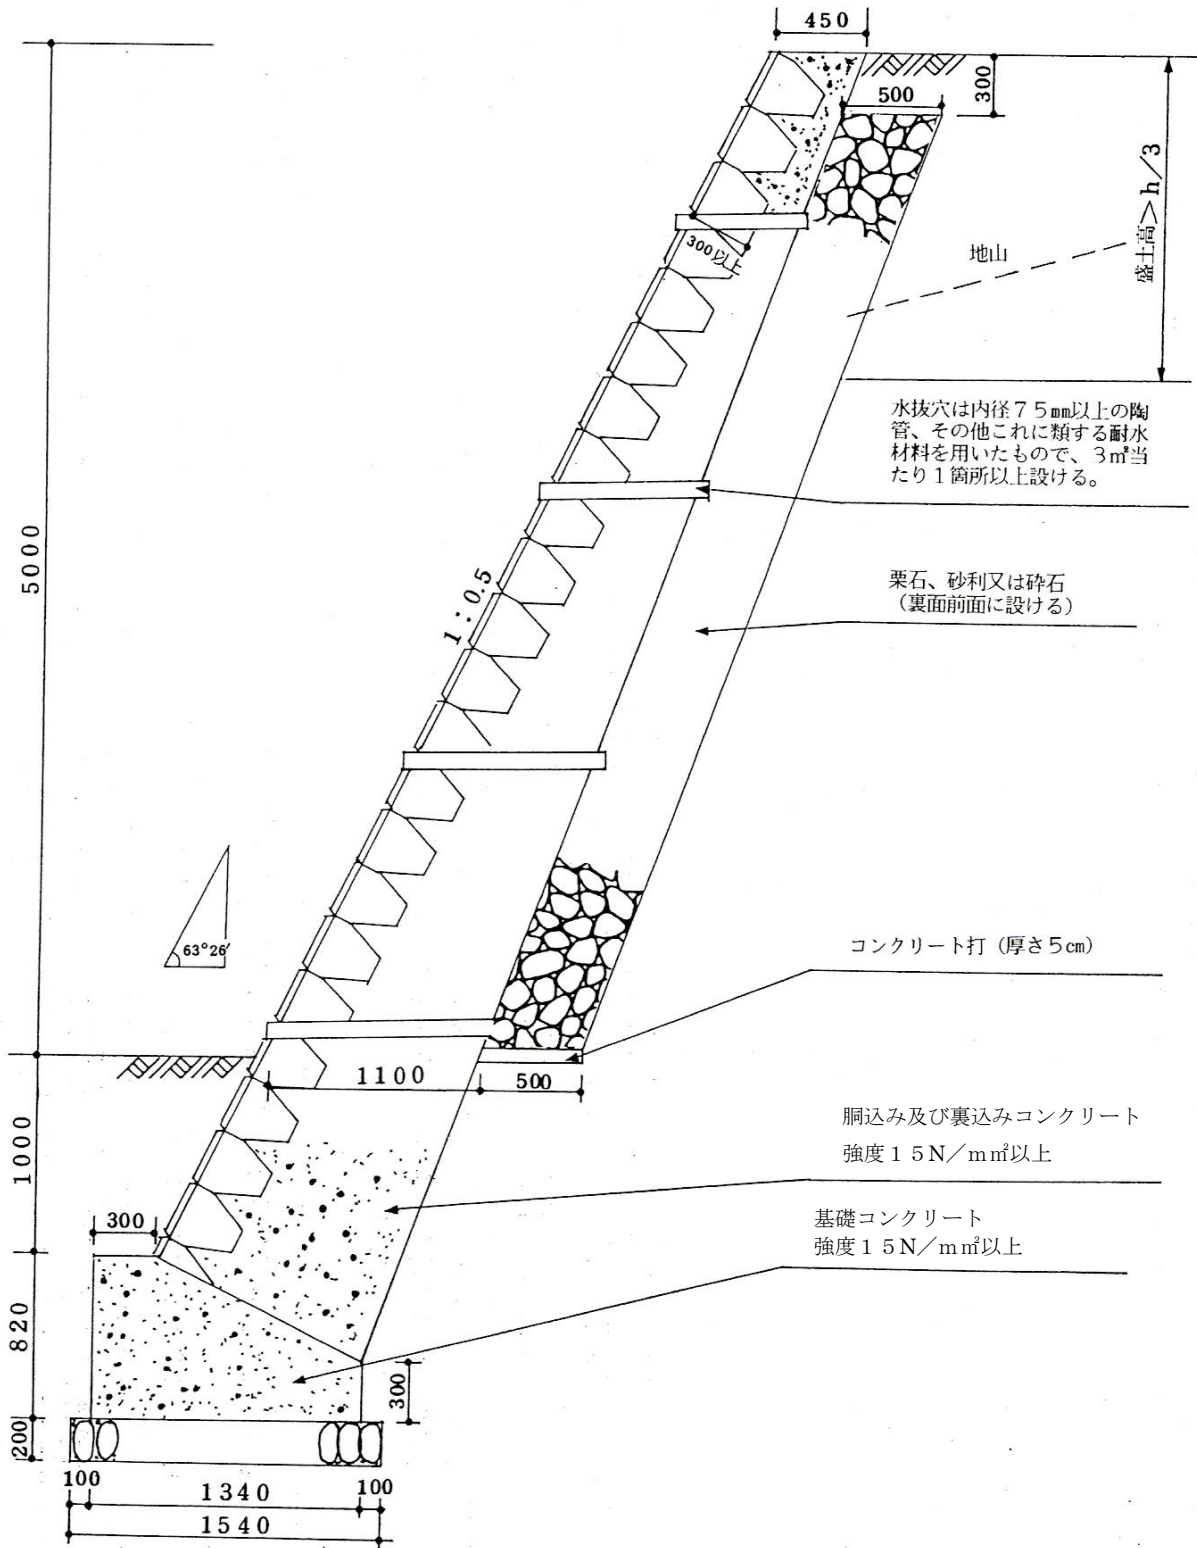 450
500
300
盛土高>h/3
地山
300以上
水抜穴は内径75mm以上の陶
管、その他これに類する耐水
材料を用いたもので、3㎡当
たり1箇所以上設ける。
5000
1:0.5
栗石、砂利又は砕石
(裏面前面に設ける)
63°26′
コンクリート打(厚さ5㎝)
1100
500
胴込み及び裏込みコンクリート
強度15N/m㎡以上
1000
300
基礎コンクリート
強度15N/m㎡以上
820
300
200
100
1340
100
1540